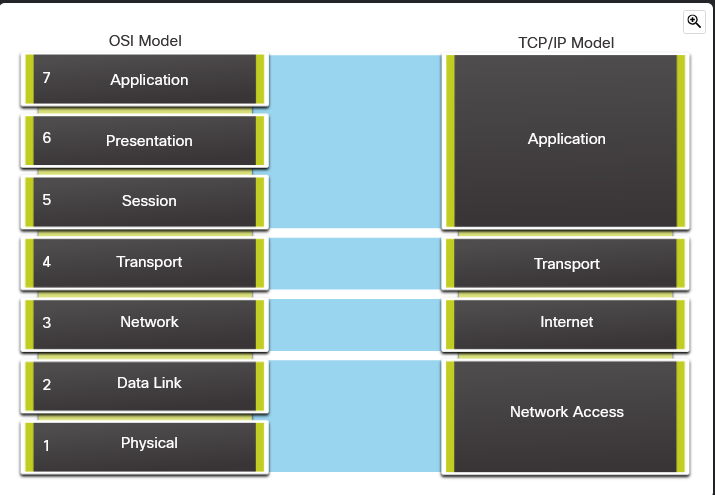 OSI Model
TCP/IP Model
7 Application
6 Presentation
5 Session
4 Transport
3 Network
2 Data Link
1 Physical
Application
Transport
Internet
Network Access